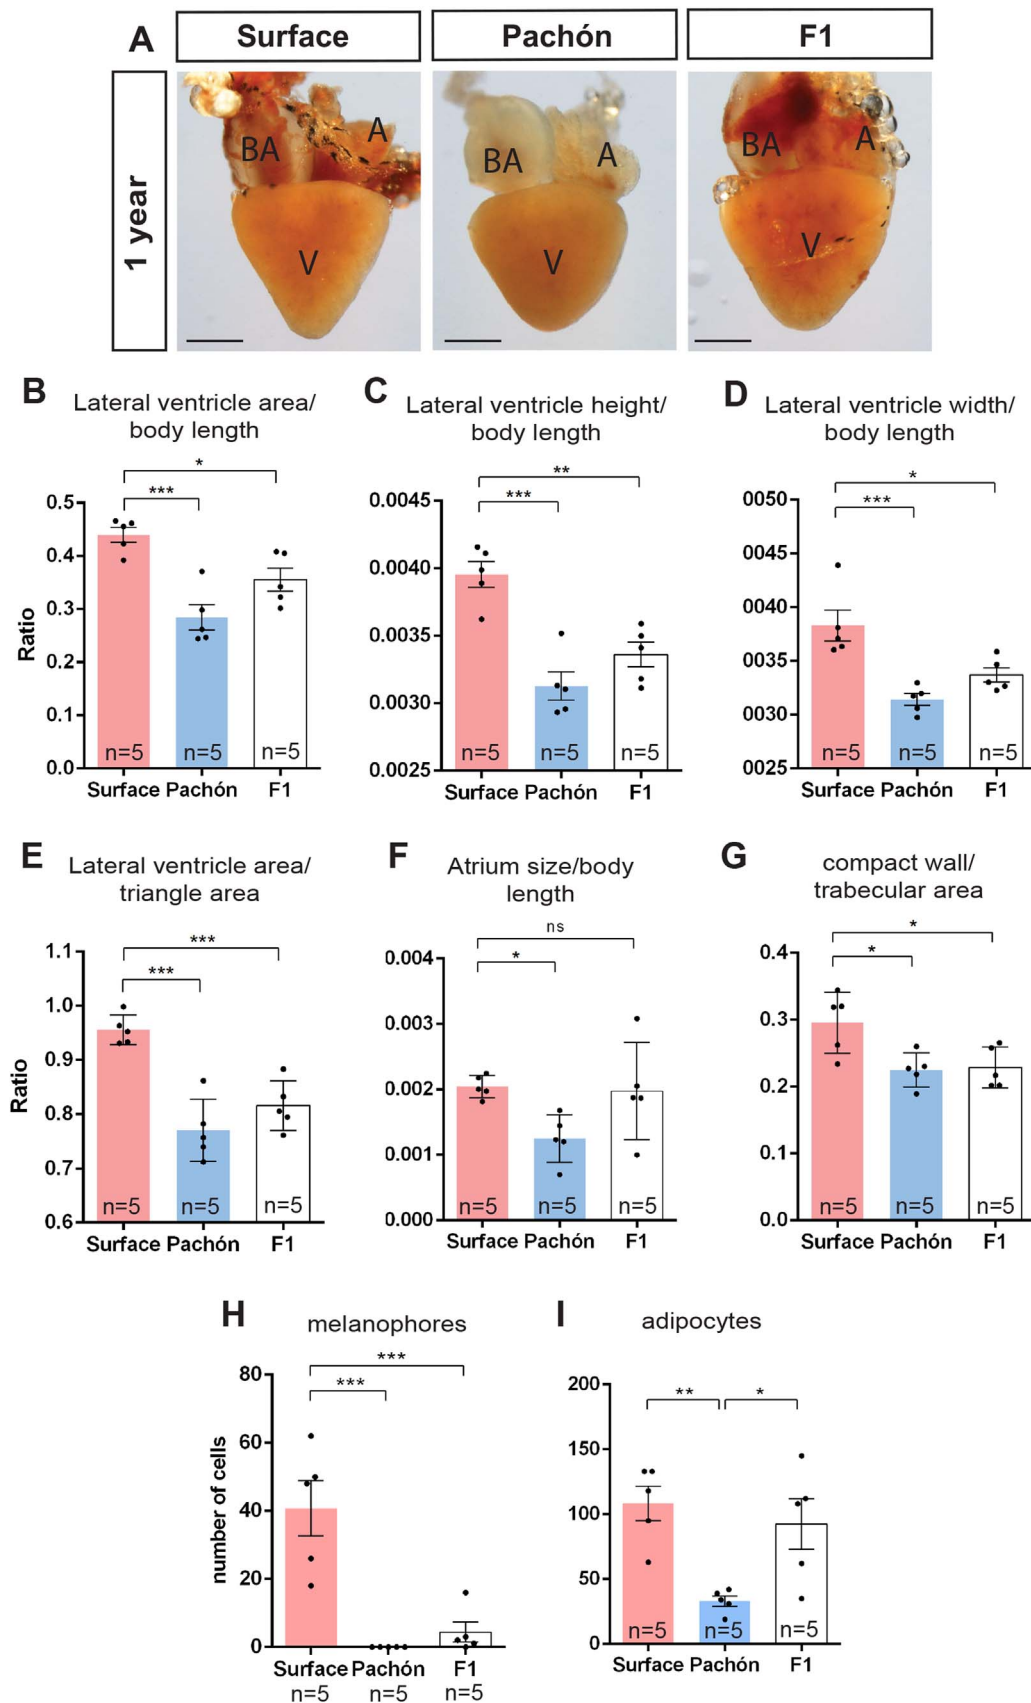 A
Surface
Pachón
F1
1 year
BA
A
V
BA
A
V
BA
A
V
B
Lateral ventricle area/
body length
*
***
0.5
0.4
0.3
0.2
0.1
0.0
Ratio
n=5
n=5
n=5
Surface Pachón F1
C
Lateral ventricle height/
body length
**
***
0.0045
0.0040
0.0035
0.0030
0.0025
n=5
n=5
n=5
Surface Pachón F1
D
Lateral ventricle width/
body length
*
***
0050
0045
0040
0035
0030
0025
n=5
n=5
n=5
Surface Pachón F1
E
Lateral ventricle area/
triangle area
***
***
1.1
1.0
0.9
0.8
0.7
0.6
Ratio
n=5
n=5
n=5
Surface Pachón F1
F
Atrium size/body
length
ns
*
0.004
0.003
0.002
0.001
0.000
n=5
n=5
n=5
Surface Pachón F1
G
compact wall/
trabecular area
*
*
0.4
0.3
0.2
0.1
0.0
n=5
n=5
n=5
Surface Pachón F1
H
melanophores
***
***
80
60
40
20
0
number of cells
Surface Pachón F1
n=5
n=5
n=5
I
adipocytes
**
*
200
150
100
50
0
n=5
n=5
n=5
Surface Pachón F1